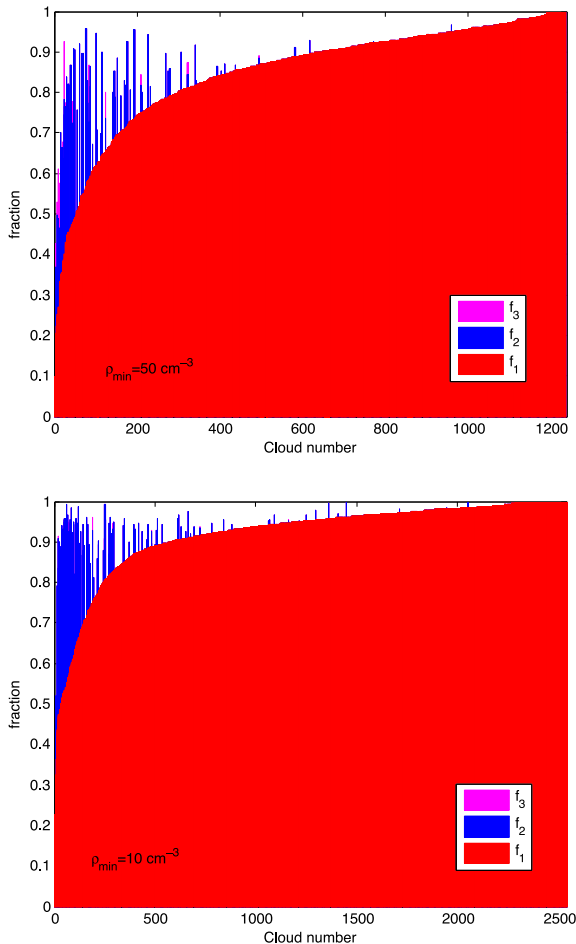 1
0.9
0.8
0.7
0.6
0.5
0.4
0.3
0.2
0.1
0
fraction
f₃
f₂
f₁
ρmin=50 cm⁻³
0 200 400 600 800 1000 1200
Cloud number
1
0.9
0.8
0.7
0.6
0.5
0.4
0.3
0.2
0.1
0
fraction
f₃
f₂
f₁
ρmin=10 cm⁻³
0 500 1000 1500 2000 2500
Cloud number